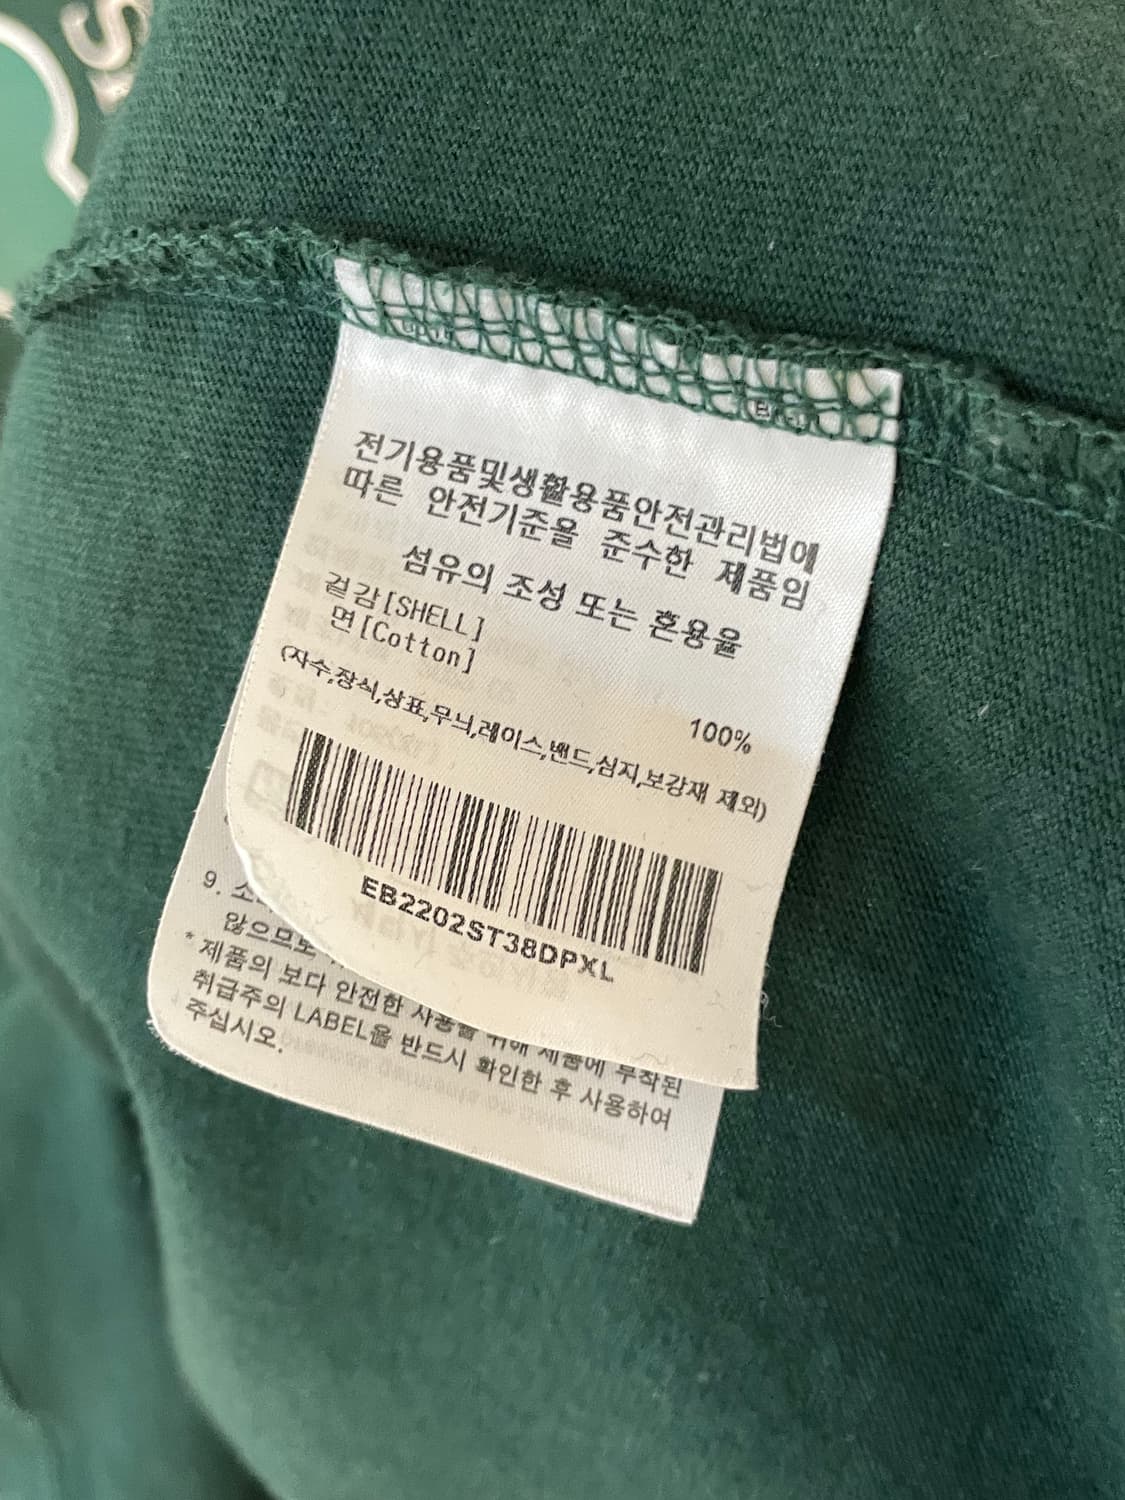 전기용품및생활용품안전관리법에
따른 안전기준을 준수한 제품임
섬유의 조성 또는 혼용율
겉감[SHELL]
면[Cotton]
100%
(자수,장식,상표,무늬,레이스,밴드,심지,보강재 제외)
EB2202ST38DPXL
9.
않으므로
* 제품의 보다 안전한 사용을 위해 제품에 부착된
취급주의 LABEL을 반드시 확인한 후 사용하여
주십시오.